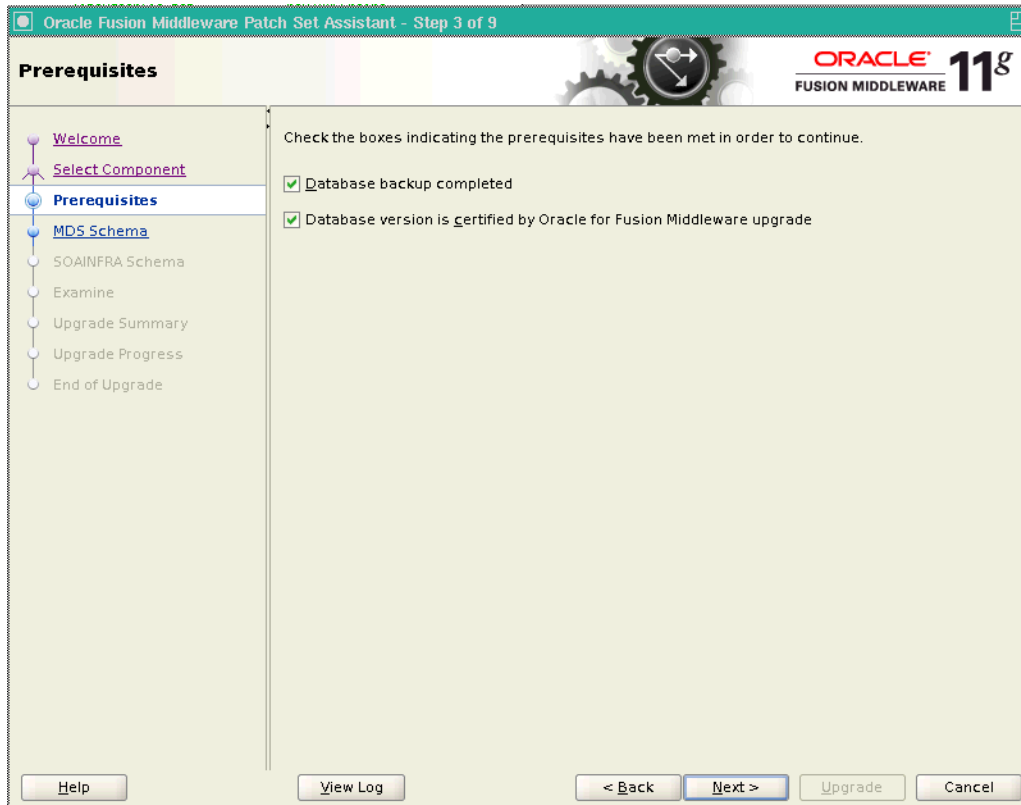 Oracle Fusion Middleware Patch Set Assistant - Step 3 of 9
Prerequisites
ORACLE 11g
FUSION MIDDLEWARE
Welcome
Select Component
Prerequisites
MDS Schema
SOAINFRA Schema
Examine
Upgrade Summary
Upgrade Progress
End of Upgrade
Check the boxes indicating the prerequisites have been met in order to continue.
Database backup completed
Database version is certified by Oracle for Fusion Middleware upgrade
Help
View Log
< Back
Next >
Upgrade
Cancel